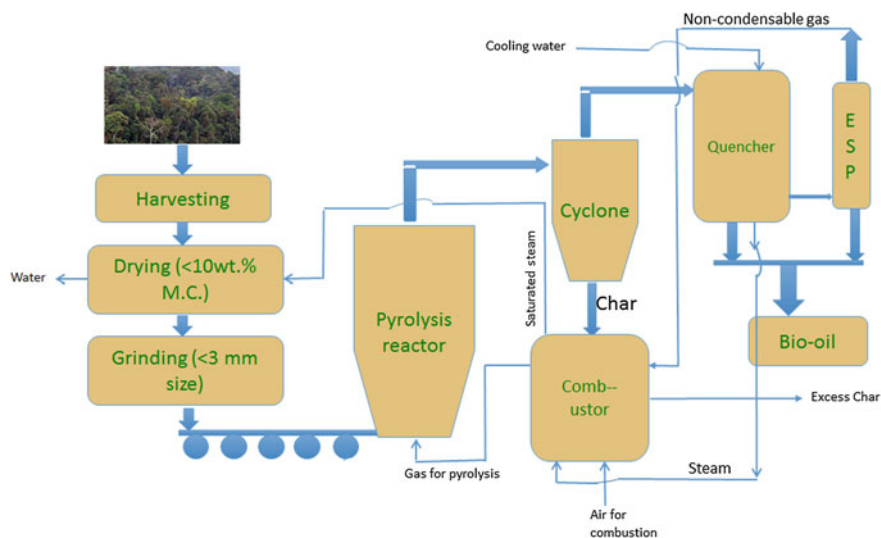 Non-condensable gas
Cooling water
Harvesting
Quencher
E
S
P
Cyclone
Water
Drying (<10wt.%
M.C.)
Saturated steam
Char
Pyrolysis
reactor
Grinding (<3 mm
size)
Bio-oil
Comb--
ustor
Excess Char
Gas for pyrolysis
Steam
Air for
combustion